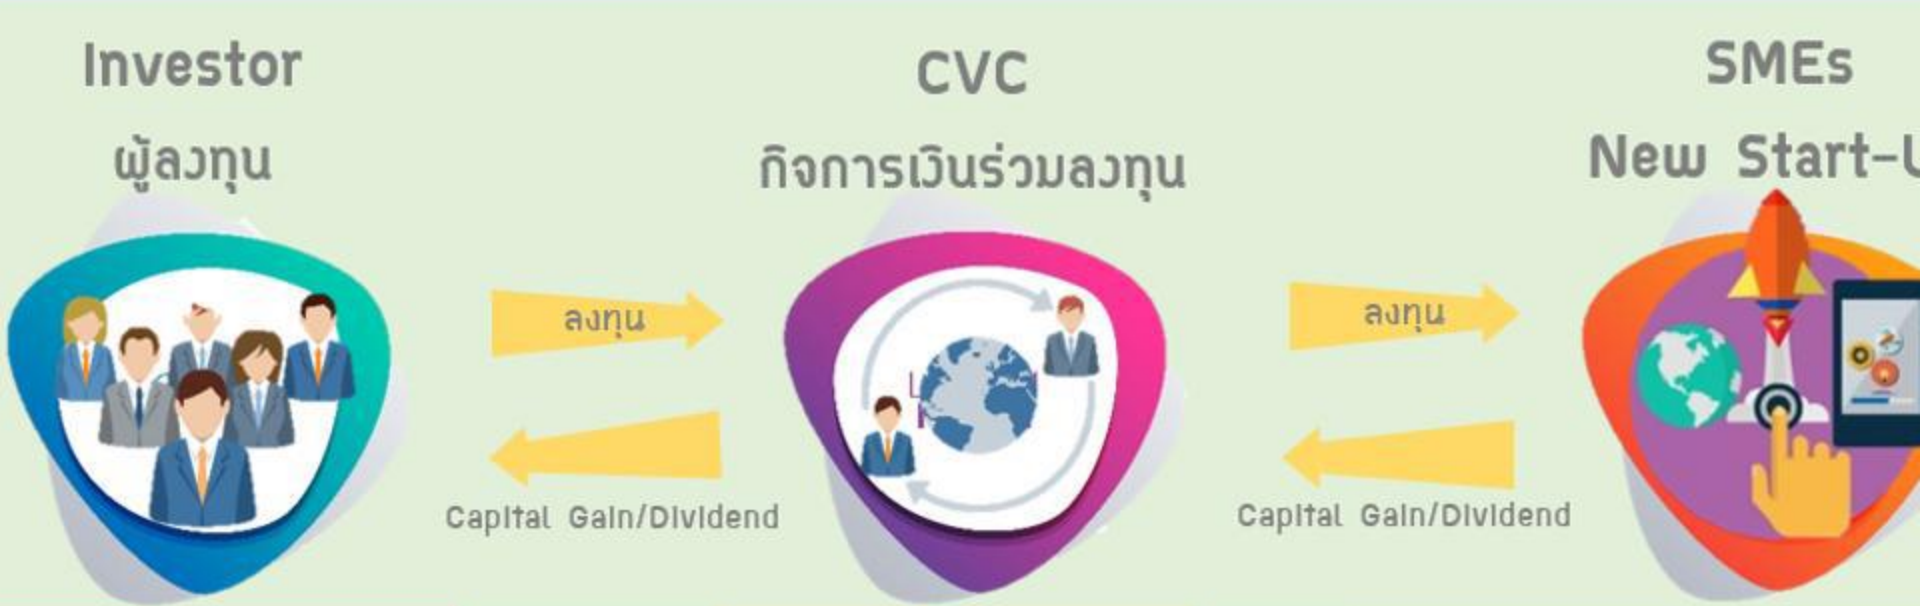 Investor
ผู้ลงทุน
CVC
กิจการเงินร่วมลงทุน
SMEs
New Start-U
ลงทุน
Capital Gain/Dividend
ลงทุน
Capital Gain/Dividend